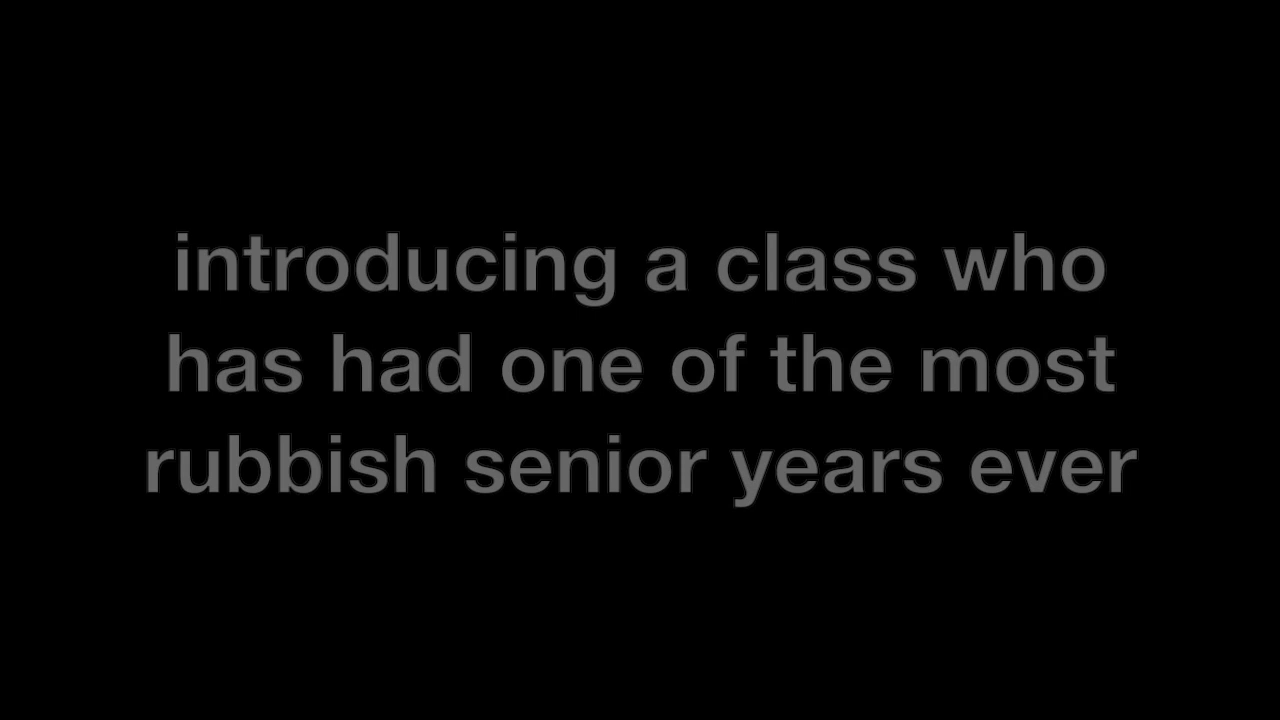 introducing a class who
has had one of the most
rubbish senior years ever